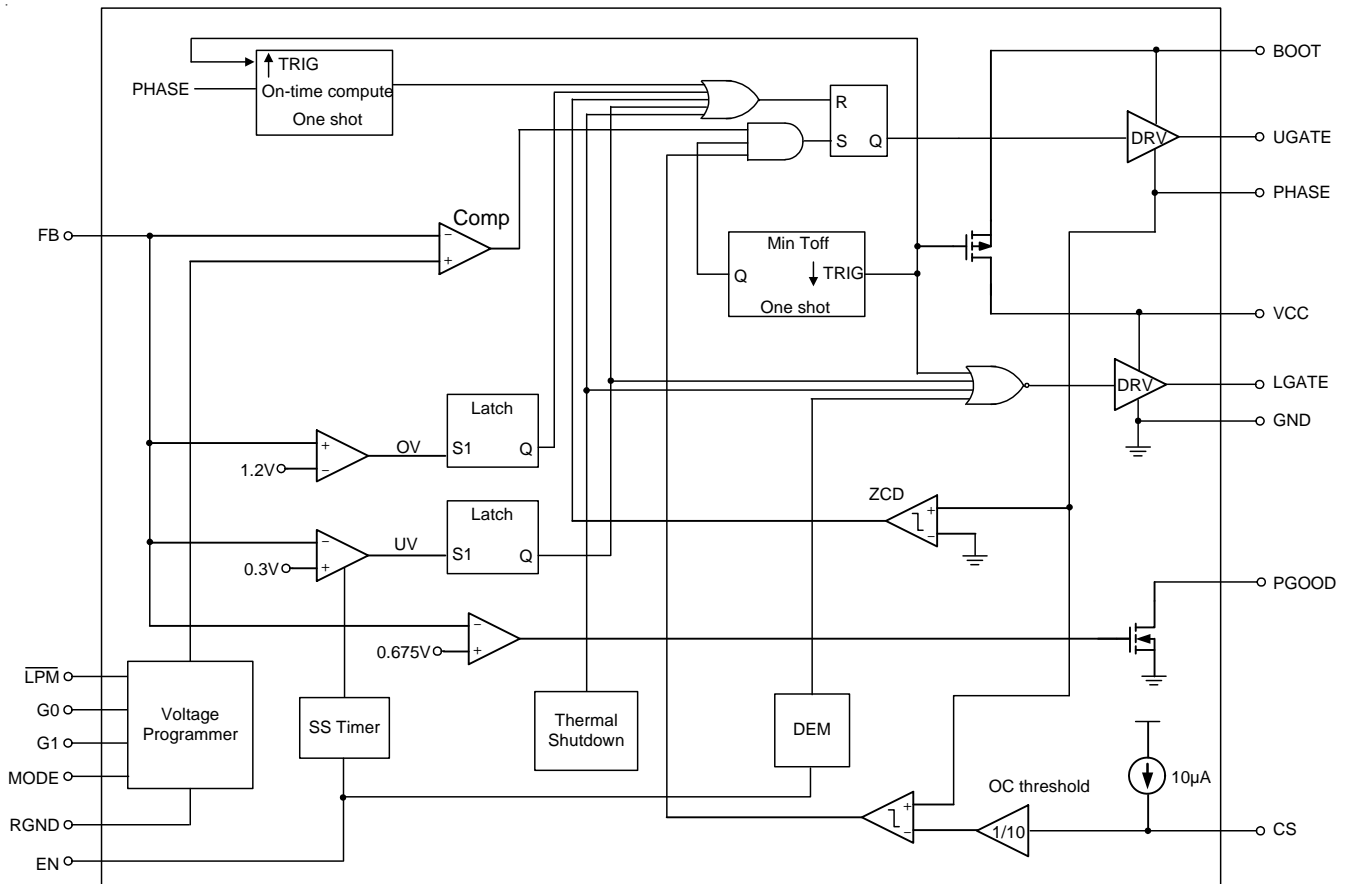 TRIG
PHASE
On-time compute
One shot
R
S
Q
BOOT
DRV
UGATE
PHASE
FB
Comp
−
+
Min Toff
Q
TRIG
One shot
VCC
DRV
LGATE
GND
Latch
+
−
1.2V
OV
S1
Q
ZCD
+
−
Latch
−
+
0.3V
UV
S1
Q
PGOOD
−
+
0.675V
LPM
G0
G1
MODE
RGND
EN
Voltage
Programmer
SS Timer
Thermal
Shutdown
DEM
+
−
OC threshold
1/10
10µA
CS